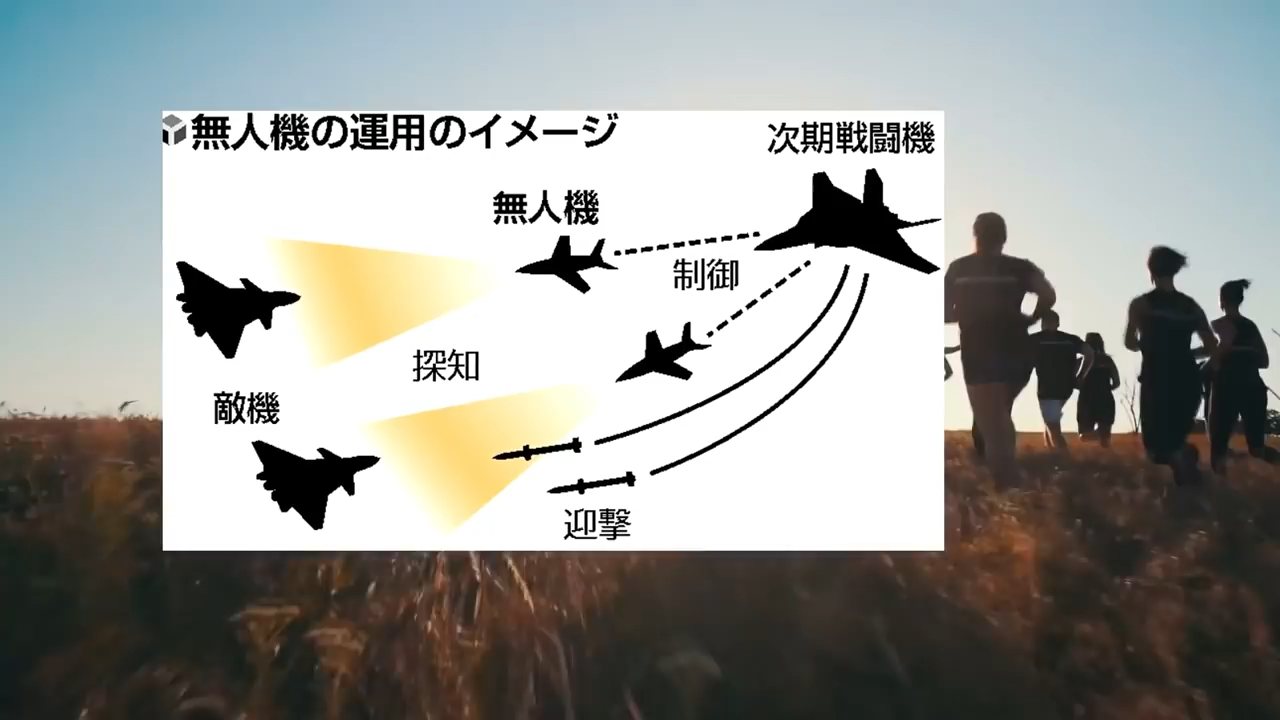 無人機の運用のイメージ
次期戦闘機
無人機
制御
探知
敵機
迎撃